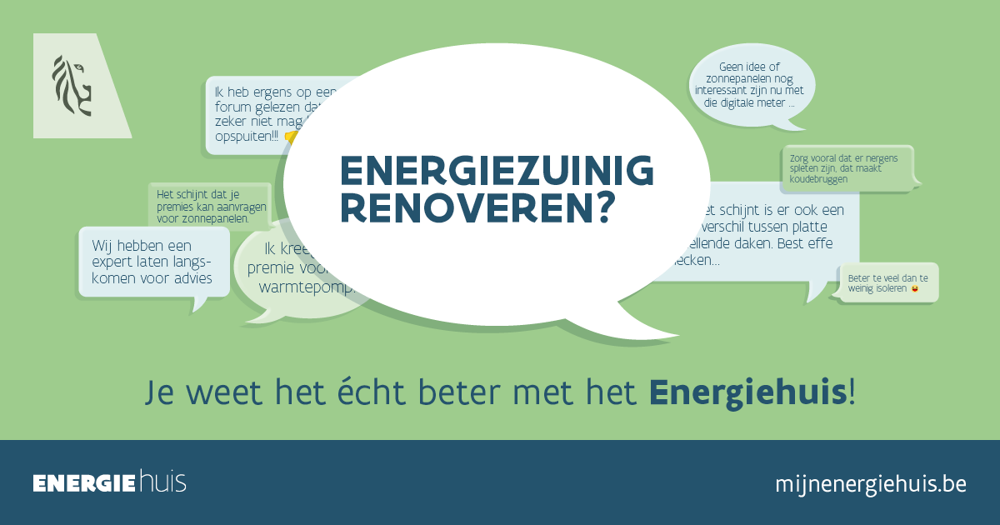 Ik heb ergens op een
forum gelezen dat
zeker niet mag
opspuiten!!!
Het schijnt dat je
premies kan aanvragen
voor zonnepanelen.
Wij hebben een
expert laten langs-
komen voor advies
Ik kreeg
premie voor
warmtepomp.
ENERGIEZUINIG
RENOVEREN?
Geen idee of
zonnepanelen nog
interessant zijn nu met
die digitale meter ...
Zorg vooral dat er nergens
spleten zijn, dat maakt
koudebruggen
schijnt is er ook een
verschil tussen platte
daken. Best effe
Beter te veel dan te
weinig isoleren
Je weet het écht beter met het Energiehuis!
ENERGIEhuis
mijnenergiehuis.be